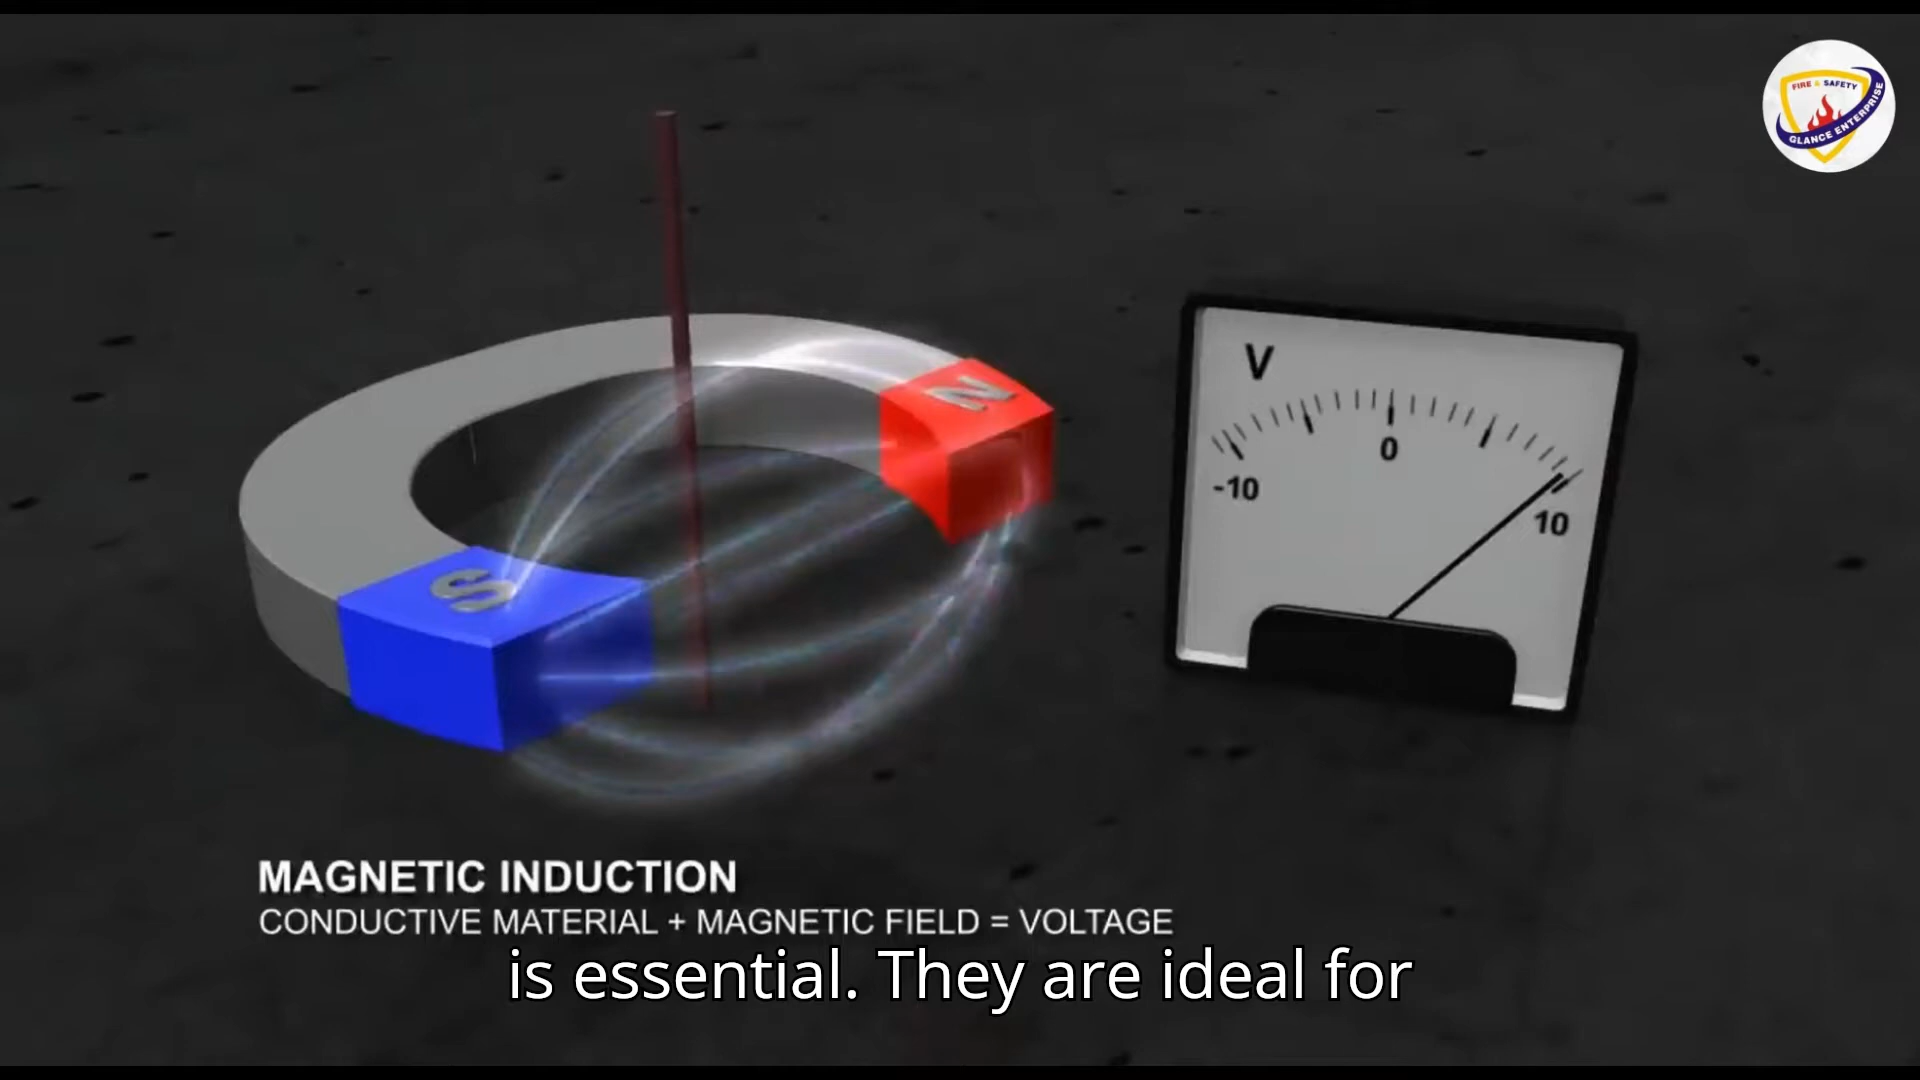 FIRE & SAFETY
GLANCE ENTERPRISE
N
S
V
-10
0
10
MAGNETIC INDUCTION
CONDUCTIVE MATERIAL + MAGNETIC FIELD = VOLTAGE
is essential. They are ideal for